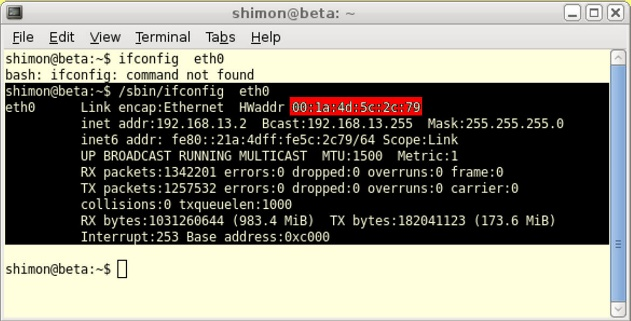 shimon@beta: ~
File Edit View Terminal Tabs Help
shimon@beta:~$ ifconfig  eth0
bash: ifconfig: command not found
shimon@beta:~$ /sbin/ifconfig  eth0
eth0      Link encap:Ethernet  HWaddr 00:1a:4d:5c:2c:79
          inet addr:192.168.13.2  Bcast:192.168.13.255  Mask:255.255.255.0
          inet6 addr: fe80::21a:4dff:fe5c:2c79/64 Scope:Link
          UP BROADCAST RUNNING MULTICAST  MTU:1500  Metric:1
          RX packets:1342201 errors:0 dropped:0 overruns:0 frame:0
          TX packets:1257532 errors:0 dropped:0 overruns:0 carrier:0
          collisions:0 txqueuelen:1000
          RX bytes:1031260644 (983.4 MiB)  TX bytes:182041123 (173.6 MiB)
          Interrupt:253 Base address:0xc000
shimon@beta:~$